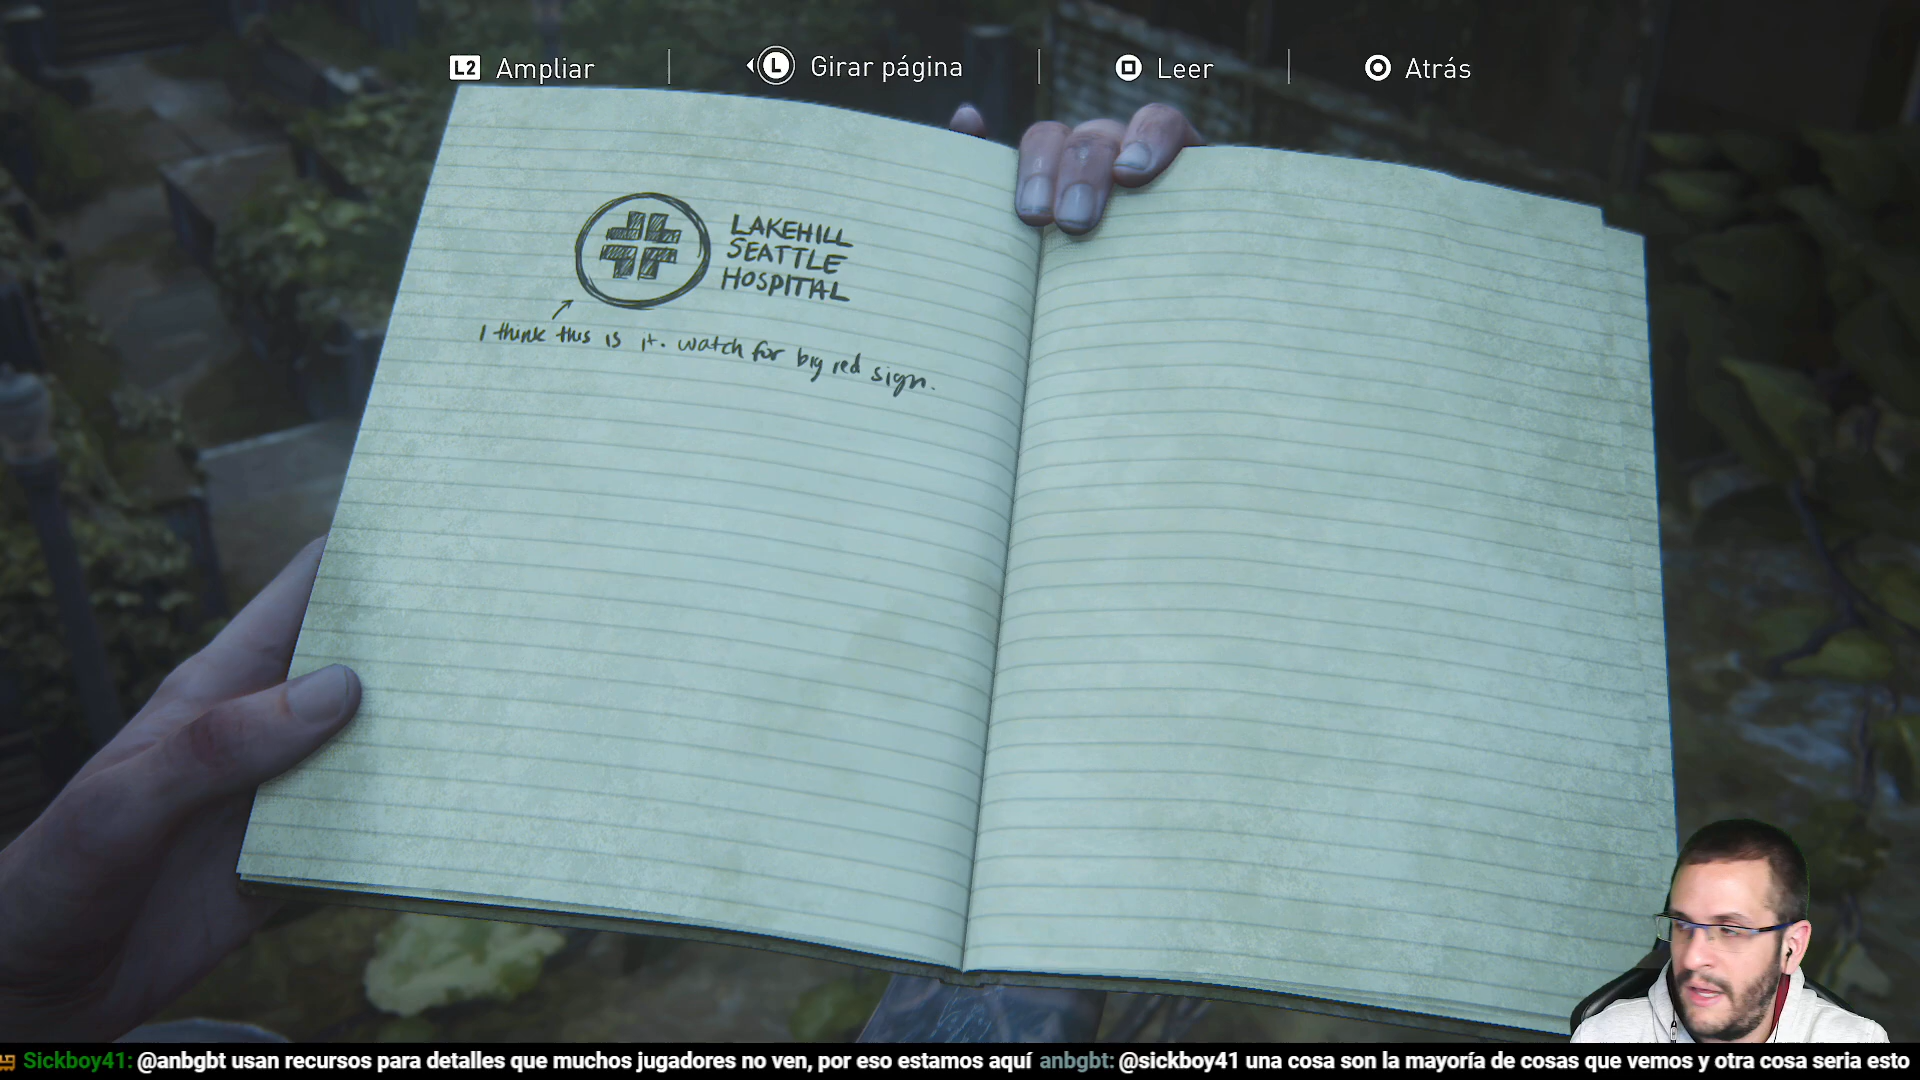 L2 Ampliar
L Girar página
Leer
Atrás
LAKEHILL
SEATTLE
HOSPITAL
I think this is it. watch for big red sign.
Sickboy41: @anbgbt usan recursos para detalles que muchos jugadores no ven, por eso estamos aquí anbgbt: @sickboy41 una cosa son la mayoría de cosas que vemos y otra cosa seria esto